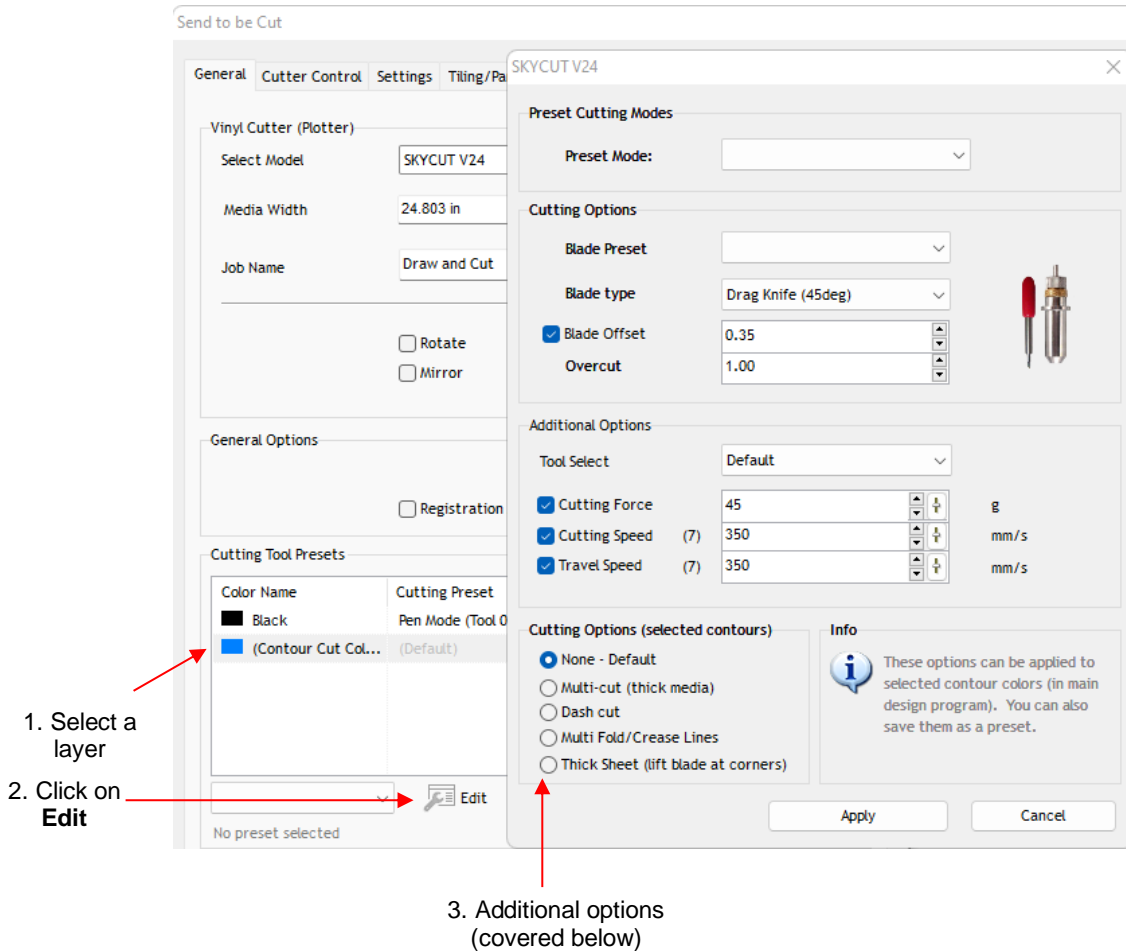 Send to be Cut
General Cutter Control Settings Tiling/Pa
Vinyl Cutter (Plotter)
Select Model SKYCUT V24
Media Width 24.803 in
Job Name Draw and Cut
Rotate
Mirror
General Options
Registration
Cutting Tool Presets
Color Name Cutting Preset
Black Pen Mode (Tool 0
(Contour Cut Col... (Default)
Edit
No preset selected
SKYCUT V24
Preset Cutting Modes
Preset Mode:
Cutting Options
Blade Preset
Blade type Drag Knife (45deg)
Blade Offset 0.35
Overcut 1.00
Additional Options
Tool Select Default
Cutting Force 45 g
Cutting Speed (7) 350 mm/s
Travel Speed (7) 350 mm/s
Cutting Options (selected contours)
None - Default
Multi-cut (thick media)
Dash cut
Multi Fold/Crease Lines
Thick Sheet (lift blade at corners)
Info
These options can be applied to
selected contour colors (in main
design program). You can also
save them as a preset.
Apply Cancel
1. Select a
layer
2. Click on
Edit
3. Additional options
(covered below)